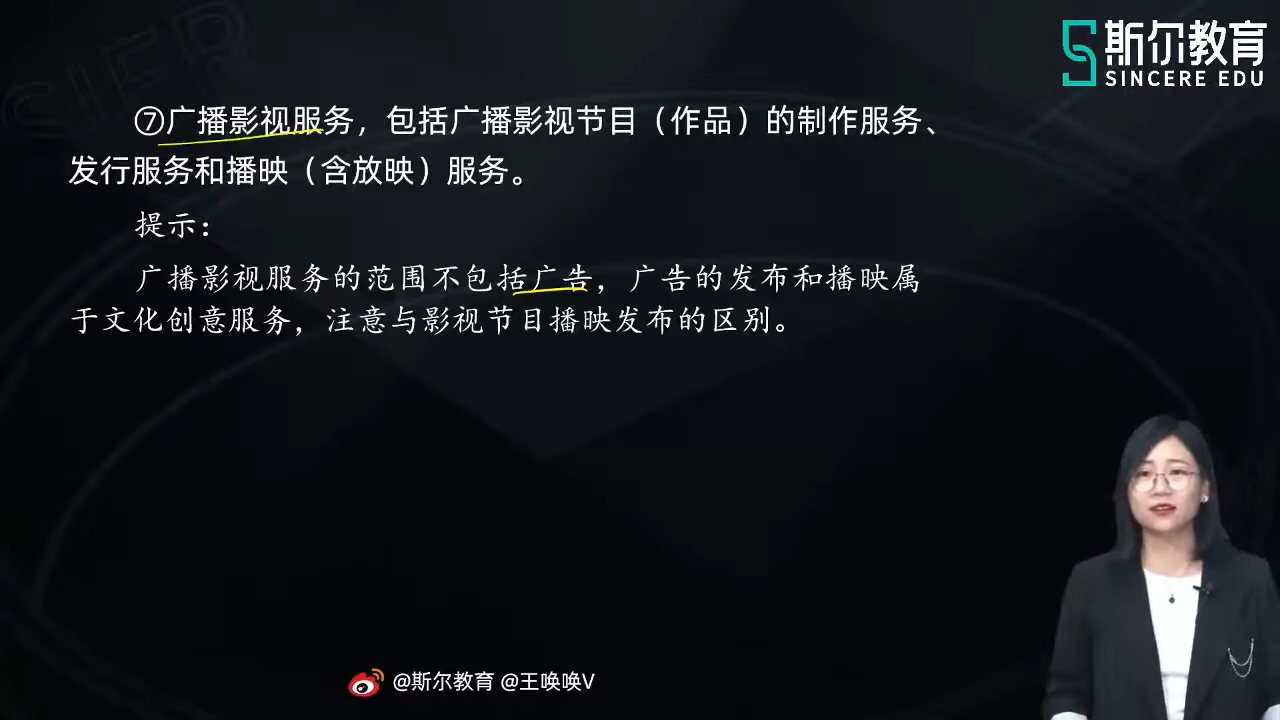 斯尔教育
SINCERE EDU
⑦广播影视服务，包括广播影视节目（作品）的制作服务、
发行服务和播映（含放映）服务。
提示：
广播影视服务的范围不包括广告，广告的发布和播映属
于文化创意服务，注意与影视节目播映发布的区别。
@斯尔教育 @王唤唤V